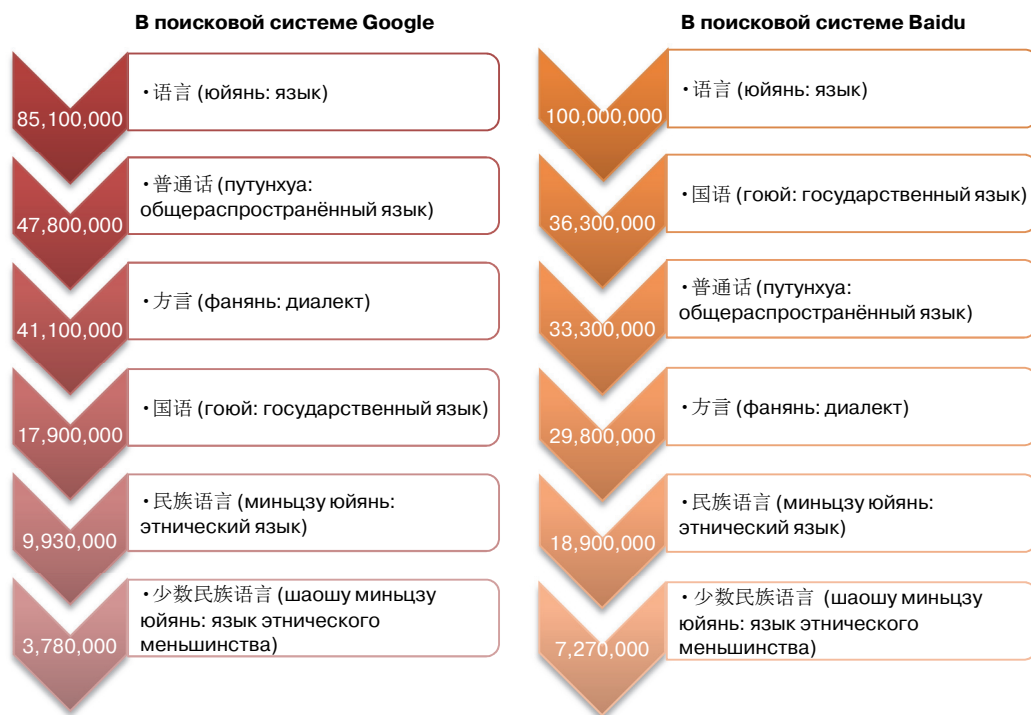 В поисковой системе Google
85,100,000
• 语言 (юйянь: язык)
47,800,000
• 普通话 (путунхуа:
общераспространённый язык)
41,100,000
• 方言 (фанянь: диалект)
17,900,000
• 国语 (гоюй: государственный язык)
9,930,000
• 民族语言 (миньцзу юйянь:
этнический язык)
3,780,000
• 少数民族语言 (шаошу миньцзу
юйянь: язык этнического
меньшинства)
В поисковой системе Baidu
100,000,000
• 语言 (юйянь: язык)
36,300,000
• 国语 (гоюй: государственный язык)
33,300,000
• 普通话 (путунхуа:
общераспространённый язык)
29,800,000
• 方言 (фанянь: диалект)
18,900,000
• 民族语言 (миньцзу юйянь:
этнический язык)
7,270,000
• 少数民族语言 (шаошу миньцзу
юйянь: язык этнического
меньшинства)